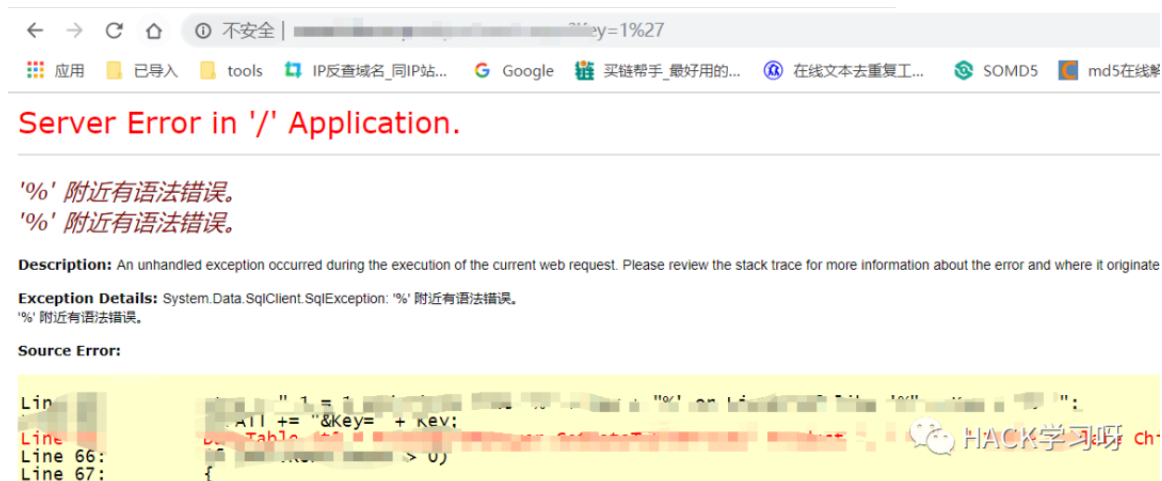 不安全 ey=1%27
应用 已导入 tools IP反查域名_同IP站... Google 买链帮手_最好用的... 在线文本去重复工... SOMD5 md5在线解
Server Error in '/' Application.
'%' 附近有语法错误。
'%' 附近有语法错误。
Description: An unhandled exception occurred during the execution of the current web request. Please review the stack trace for more information about the error and where it originate
Exception Details: System.Data.SqlClient.SqlException: '%' 附近有语法错误。
'%' 附近有语法错误。
Source Error:
Lin " 1 = 1 "%' or like '%" ";
+= "&Key=" + Key;
Line Chi
Line 66: > 0)
Line 67: {
HACK学习呀